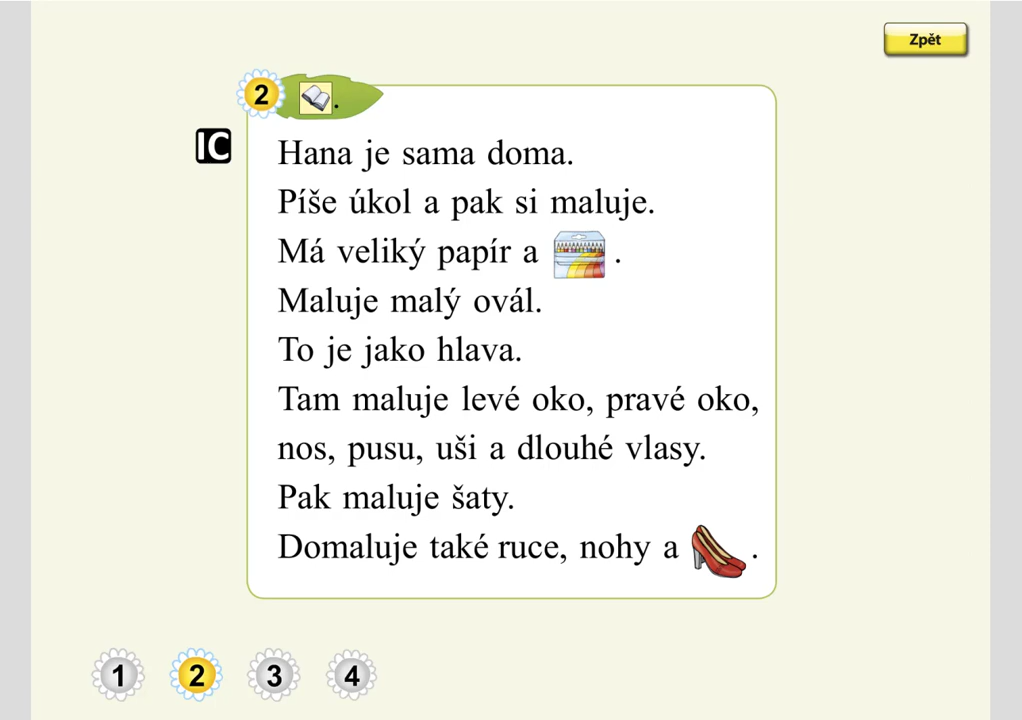 Zpět
2 .
IC
Hana je sama doma.
Píše úkol a pak si maluje.
Má veliký papír a .
Maluje malý ovál.
To je jako hlava.
Tam maluje levé oko, pravé oko,
nos, pusu, uši a dlouhé vlasy.
Pak maluje šaty.
Domaluje také ruce, nohy a .
1 2 3 4